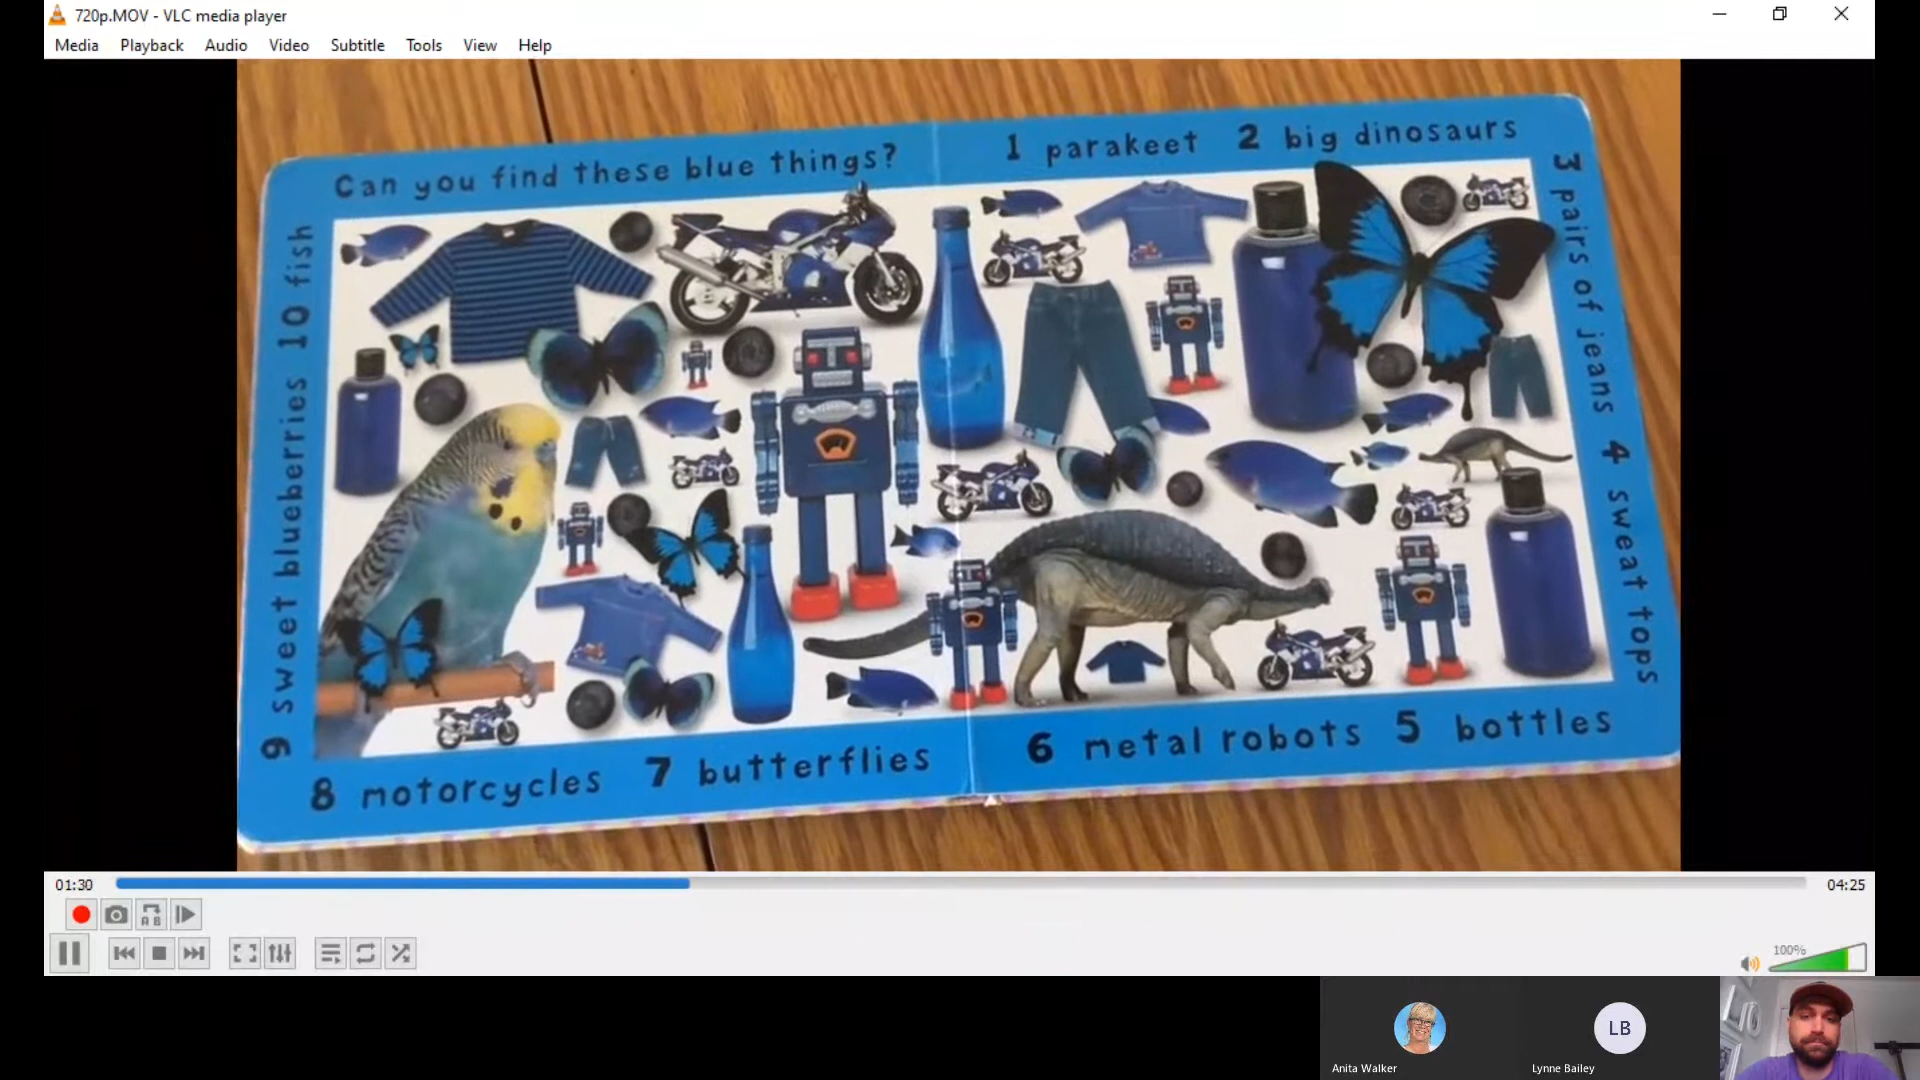 720p.MOV - VLC media player
Media Playback Audio Video Subtitle Tools View Help
Can you find these blue things?
1 parakeet 2 big dinosaurs
3 pairs of jeans 4 sweat tops
6 metal robots 5 bottles
8 motorcycles 7 butterflies
9 sweet blueberries 10 fish
01:30
04:25
A B
100%
LB
Anita Walker
Lynne Bailey